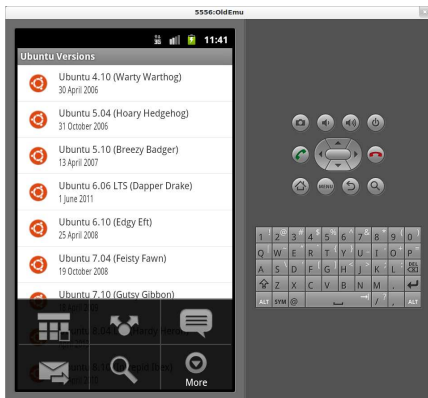 5556:OldEmu
3G 11:41
Ubuntu Versions
Ubuntu 4.10 (Warty Warthog)
30 April 2006
Ubuntu 5.04 (Hoary Hedgehog)
31 October 2006
Ubuntu 5.10 (Breezy Badger)
13 April 2007
Ubuntu 6.06 LTS (Dapper Drake)
1 June 2011
Ubuntu 6.10 (Edgy Eft)
25 April 2008
Ubuntu 7.04 (Feisty Fawn)
19 October 2008
Ubuntu 7.10 (Gutsy Gibbon)
More
MENU
1 2 3 4 5 6 7 8 9 0
Q W E R T Y U I O P
A S D F G H J K L DEL
Z X C V B N M .
ALT SYM @ / , ALT